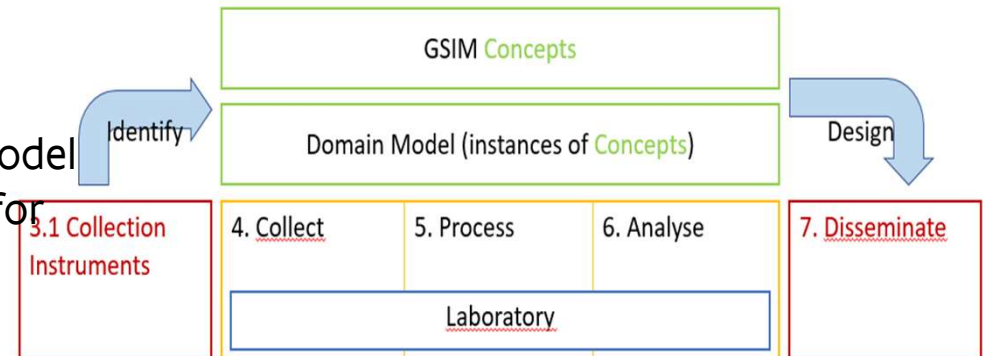 GSIM Concepts
Identify
Design
Domain Model (instances of Concepts)
odel
for
3.1 Collection
Instruments
4. Collect
5. Process
6. Analyse
7. Disseminate
Laboratory